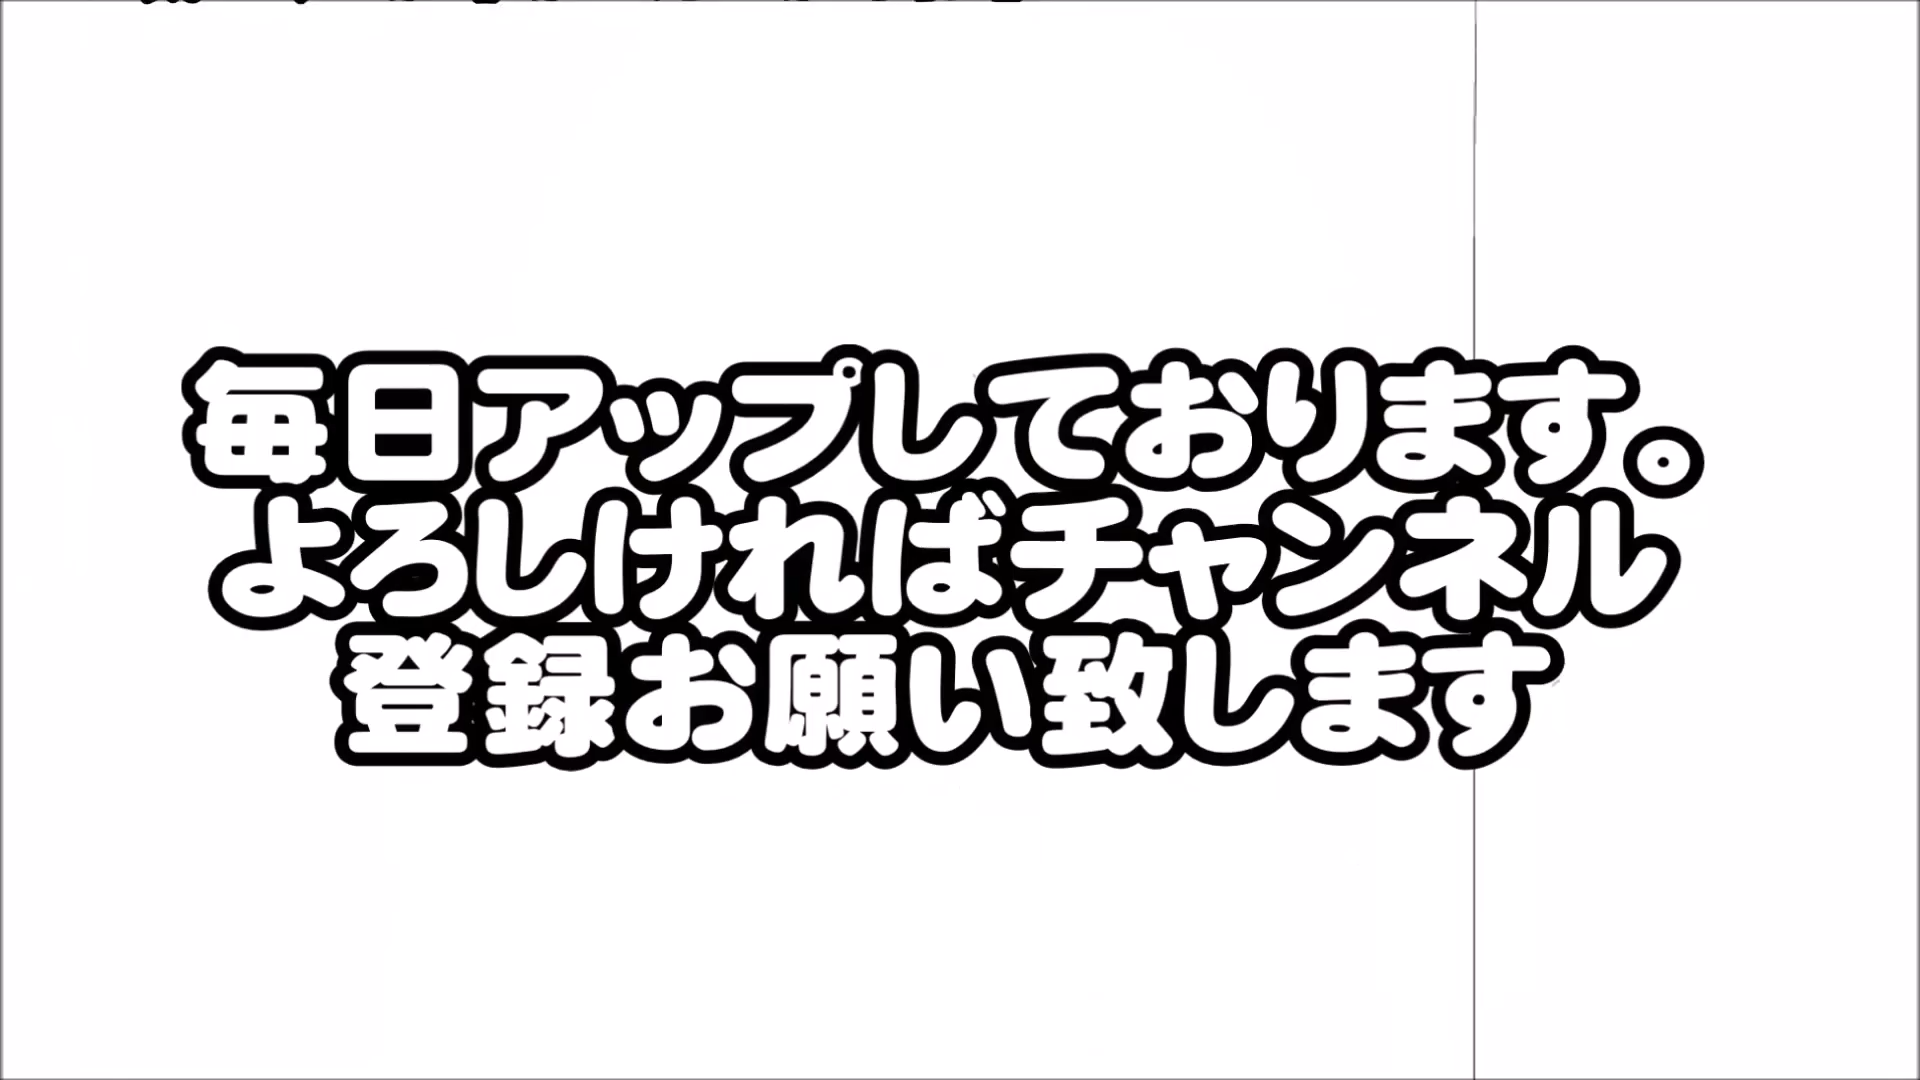 毎日アップしております。
よろしければチャンネル
登録お願い致します